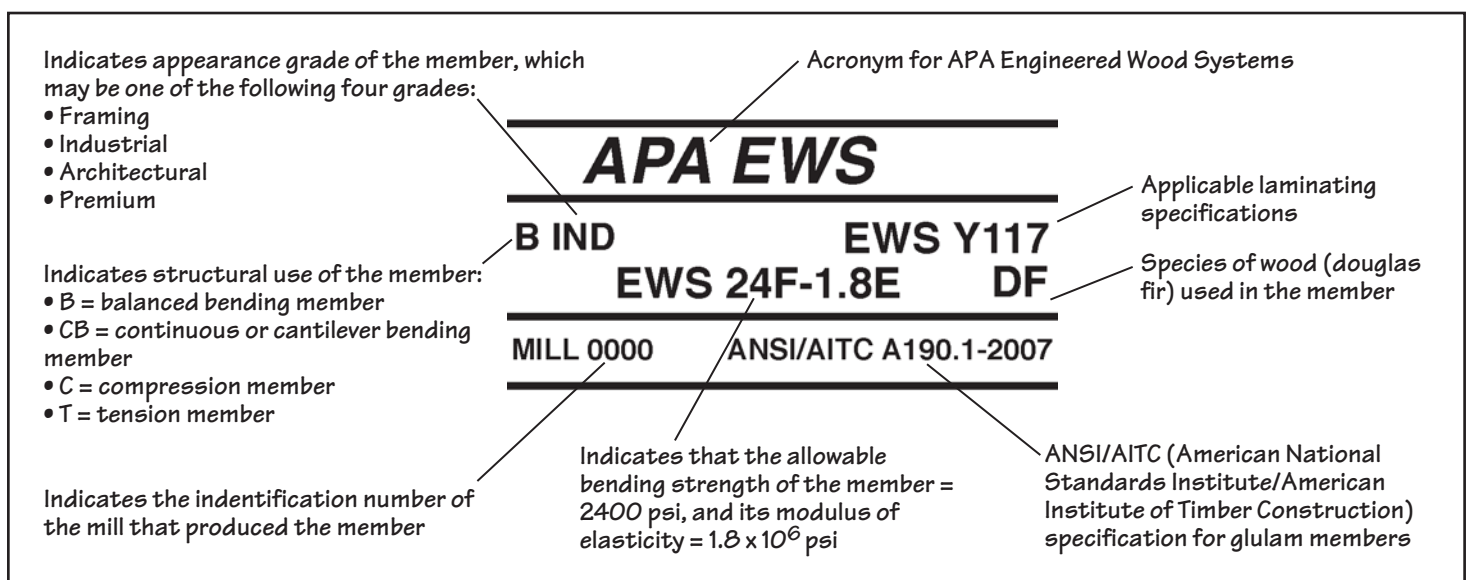 Indicates appearance grade of the member, which
may be one of the following four grades:
• Framing
• Industrial
• Architectural
• Premium
Acronym for APA Engineered Wood Systems
APA EWS
B IND
EWS Y117
EWS 24F-1.8E
DF
MILL 0000
ANSI/AITC A190.1-2007
Applicable laminating
specifications
Species of wood (douglas
fir) used in the member
Indicates structural use of the member:
• B = balanced bending member
• CB = continuous or cantilever bending
member
• C = compression member
• T = tension member
Indicates the indentification number of
the mill that produced the member
Indicates that the allowable
bending strength of the member =
2400 psi, and its modulus of
elasticity = 1.8 x 10⁶ psi
ANSI/AITC (American National
Standards Institute/American
Institute of Timber Construction)
specification for glulam members